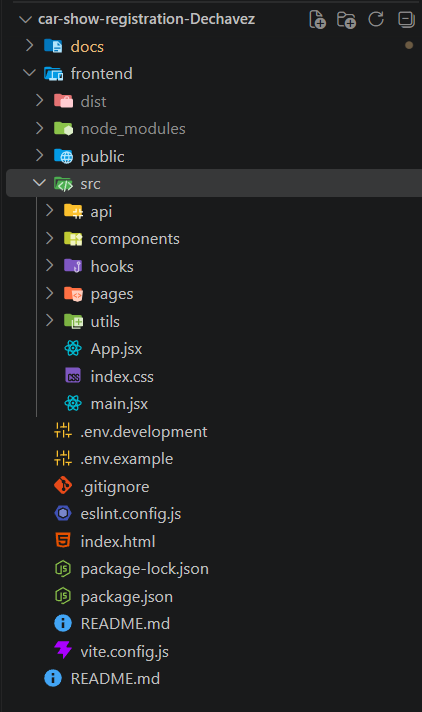 car-show-registration-Dechavez
docs
frontend
dist
node_modules
public
src
api
components
hooks
pages
utils
App.jsx
index.css
main.jsx
.env.development
.env.example
.gitignore
eslint.config.js
index.html
package-lock.json
package.json
README.md
vite.config.js
README.md